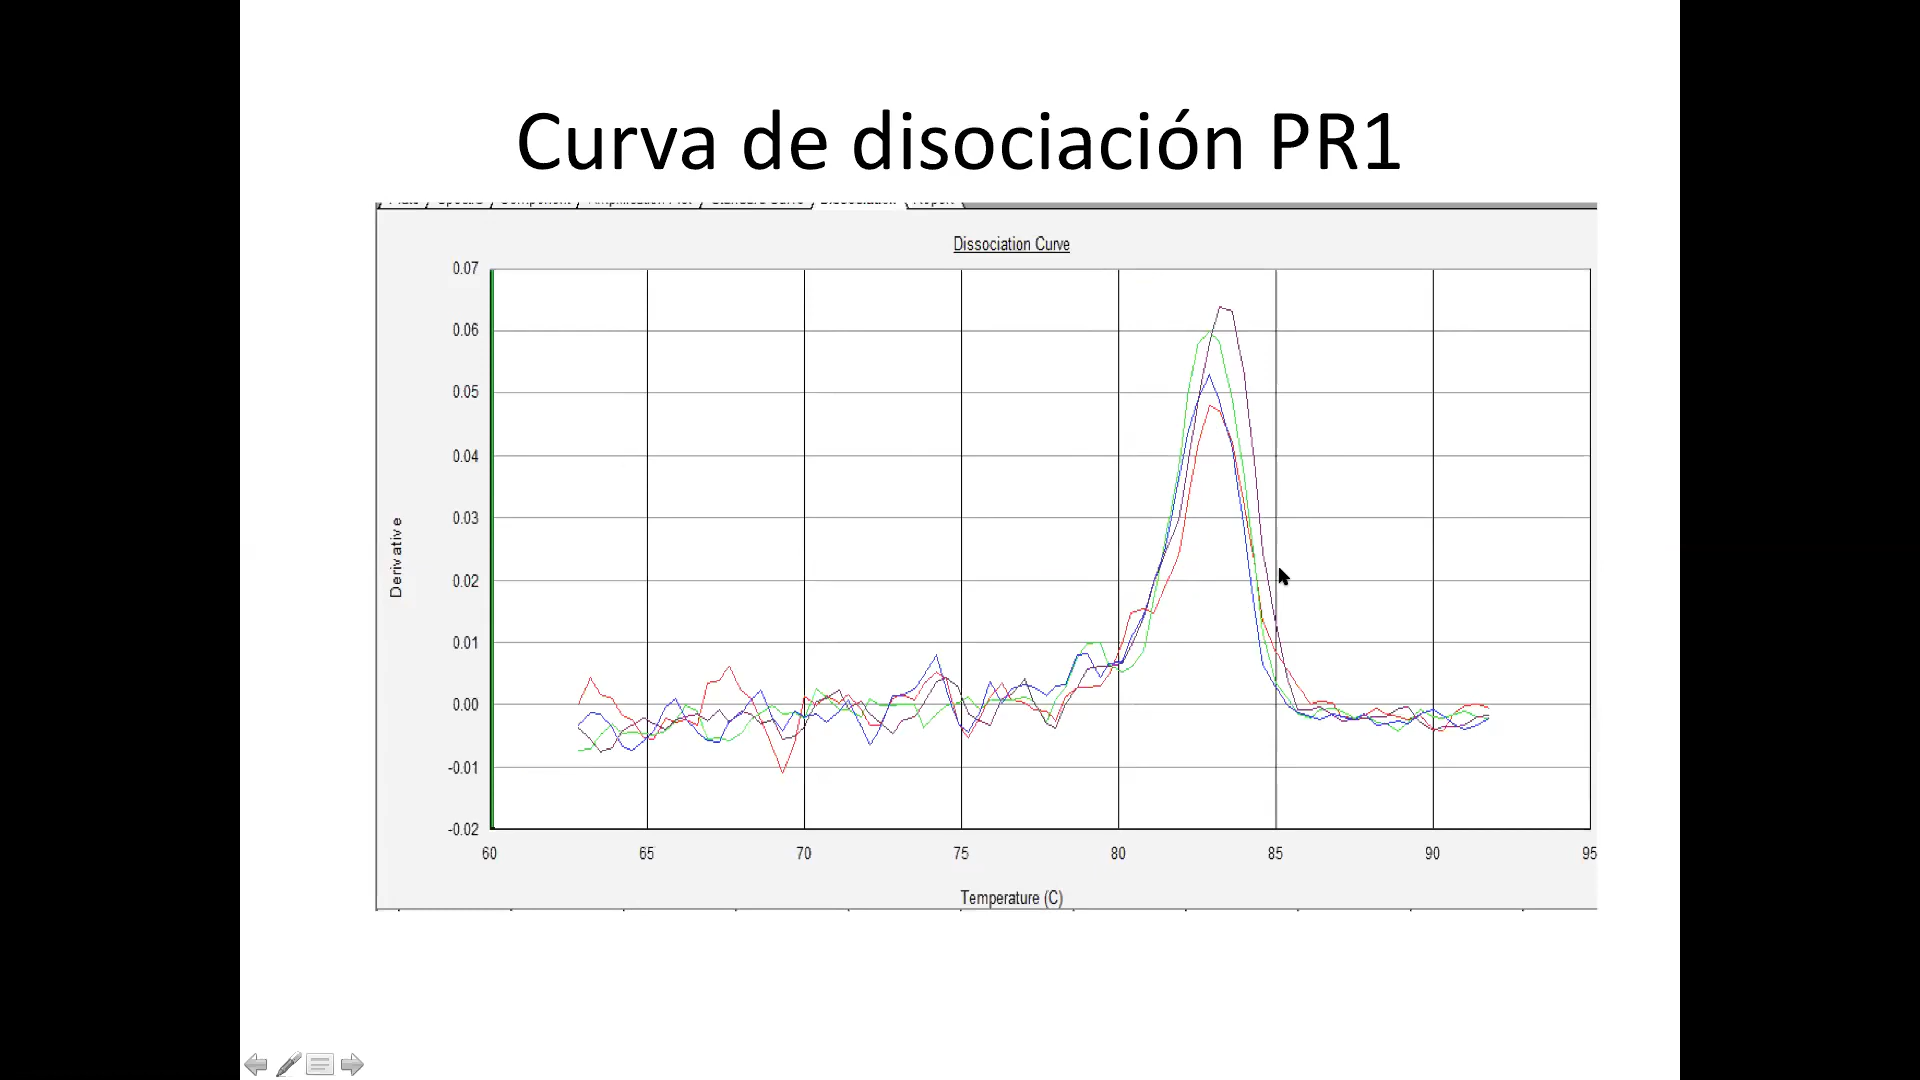 Curva de disociación PR1
Dissociation Curve
0.07
0.06
0.05
0.04
0.03
0.02
0.01
0.00
-0.01
-0.02
Derivative
60 65 70 75 80 85 90 95
Temperature (C)